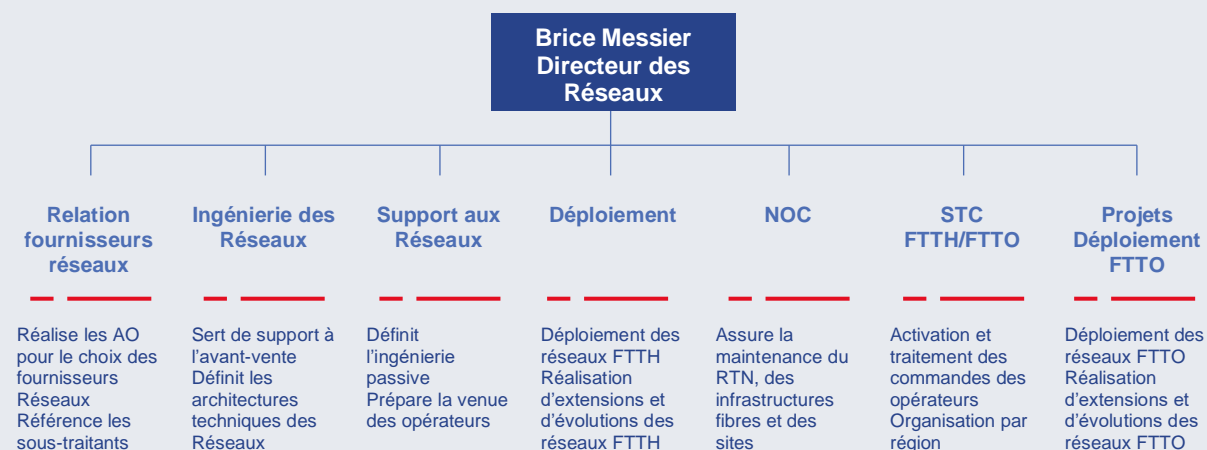 Brice Messier
Directeur des
Réseaux
Relation
fournisseurs
réseaux
Ingénierie des
Réseaux
Support aux
Réseaux
Déploiement
NOC
STC
FTTH/FTTO
Projets
Déploiement
FTTO
Réalise les AO
pour le choix des
fournisseurs
Réseaux
Référence les
sous-traitants
Sert de support à
l’avant-vente
Définit les
architectures
techniques des
Réseaux
Définit
l’ingénierie
passive
Prépare la venue
des opérateurs
Déploiement des
réseaux FTTH
Réalisation
d’extensions et
d’évolutions des
réseaux FTTH
Assure la
maintenance du
RTN, des
infrastructures
fibres et des
sites
Activation et
traitement des
commandes des
opérateurs
Organisation par
région
Déploiement des
réseaux FTTO
Réalisation
d’extensions et
d’évolutions des
réseaux FTTO